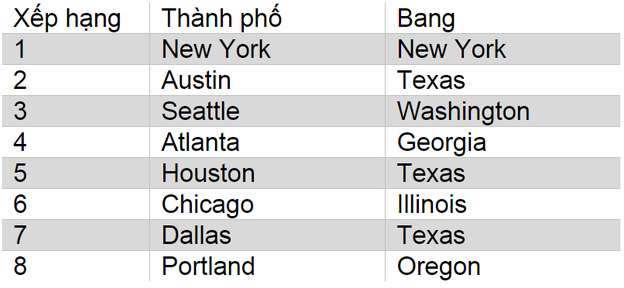 Xếp hạng Thành phố Bang
1 New York New York
2 Austin Texas
3 Seattle Washington
4 Atlanta Georgia
5 Houston Texas
6 Chicago Illinois
7 Dallas Texas
8 Portland Oregon